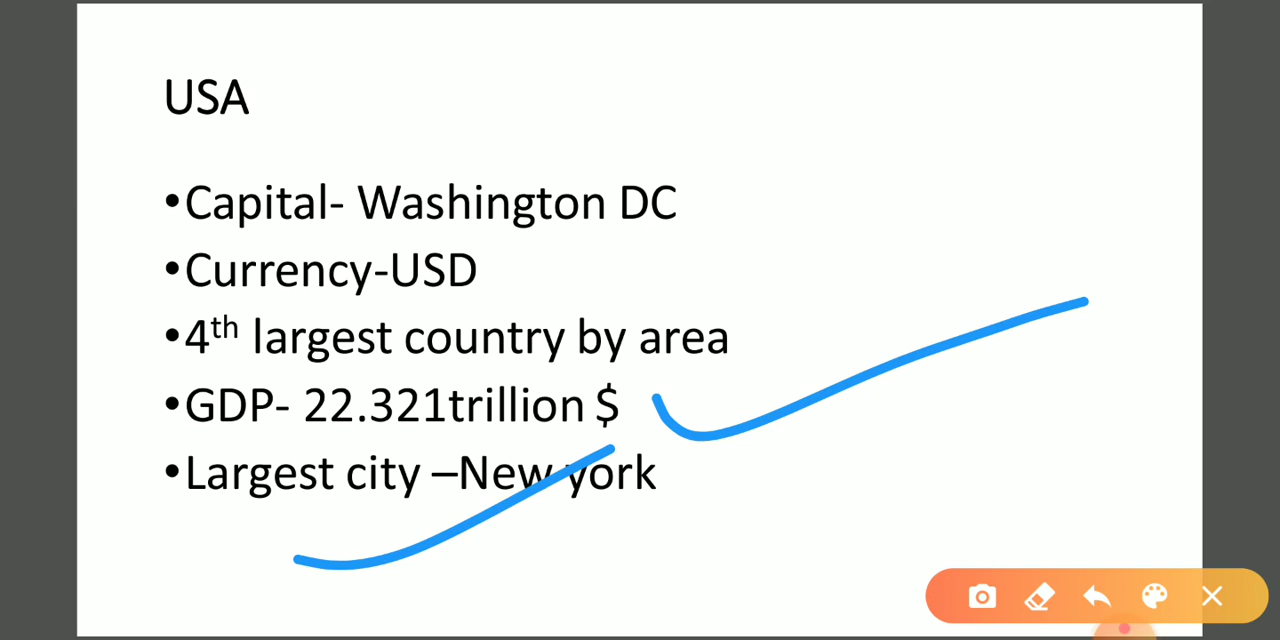 USA
•Capital- Washington DC
•Currency-USD
•4th largest country by area
•GDP- 22.321trillion $
•Largest city –New york